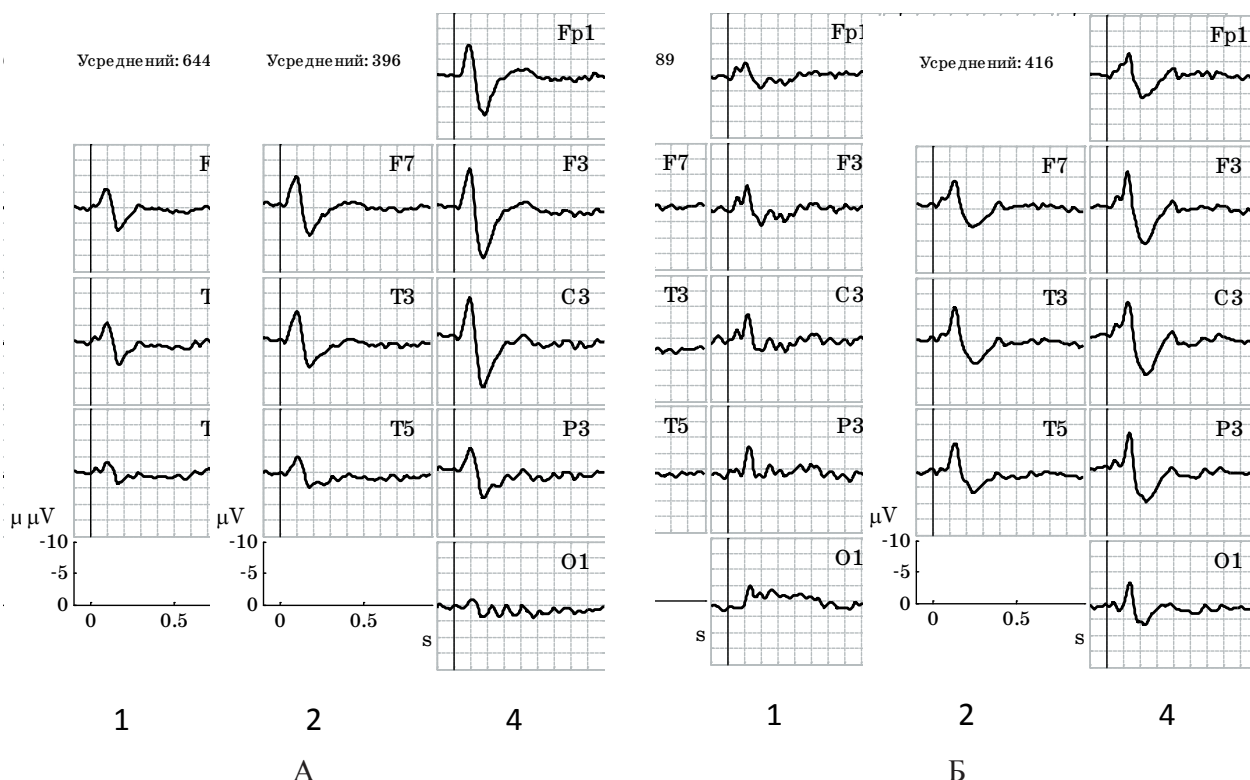 Fp1
Fp1
Fp1
Усреднений: 644
Усреднений: 396
89
Усреднений: 416
F
F7
F3
F7
F3
F7
F3
T
T3
C3
T3
C3
T3
C3
T
T5
P3
T5
P3
T5
P3
μ μV
μV
μV
-10
-10
-10
-5
-5
-5
0
0
0
O1
O1
O1
0
0.5
0
0.5
0
0.5
s
s
s
1
2
4
1
2
4
А
Б